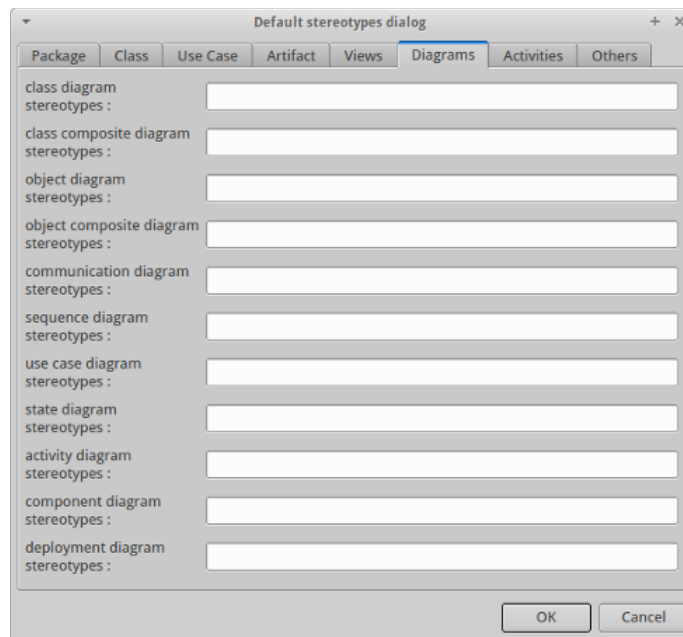 Default stereotypes dialog
Package Class Use Case Artifact Views Diagrams Activities Others
class diagram
stereotypes :
class composite diagram
stereotypes :
object diagram
stereotypes :
object composite diagram
stereotypes :
communication diagram
stereotypes :
sequence diagram
stereotypes :
use case diagram
stereotypes :
state diagram
stereotypes :
activity diagram
stereotypes :
component diagram
stereotypes :
deployment diagram
stereotypes :
OK Cancel